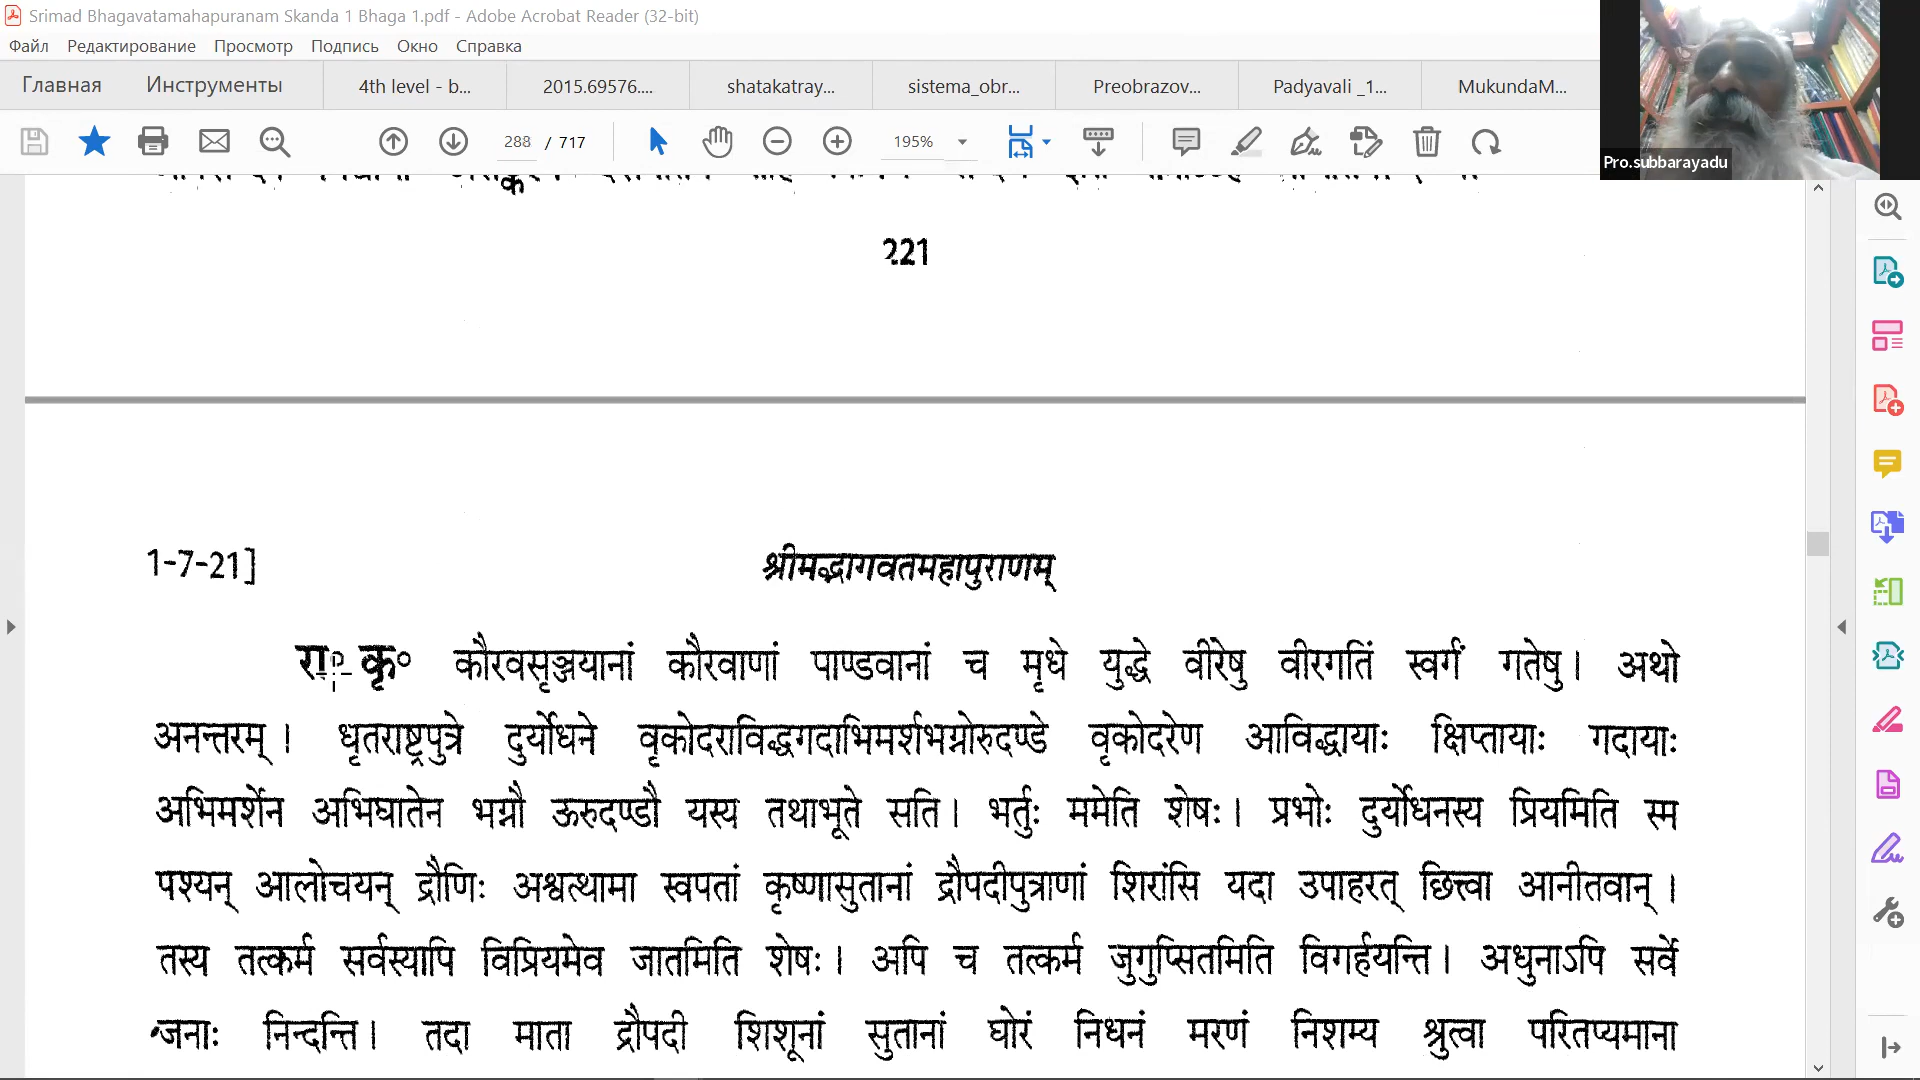 Srimad Bhagavatamahapuranam Skanda 1 Bhaga 1.pdf - Adobe Acrobat Reader (32-bit)
Файл Редактирование Просмотр Подпись Окно Справка
Главная Инструменты 4th level - b... 2015.69576.... shatakatray... sistema_obr... Preobrazov... Padyavali _1... MukundaM...
288 / 717 195%
Pro.subbarayadu
221
1-7-21] श्रीमद्भागवतमहापुराणम्
रा० कृ० कौरवसृञ्जयानां कौरवाणां पाण्डवानां च मृधे युद्धे वीरेषु वीरगतिं स्वर्गं गतेषु। अथो
अनन्तरम्। धृतराष्ट्रपुत्रे दुर्योधने वृकोदराविद्धगदाभिमर्शभग्नोरुदण्डे वृकोदरेण आविद्धायाः क्षिप्तायाः गदायाः
अभिमर्शेन अभिघातेन भग्नौ ऊरुदण्डौ यस्य तथाभूते सति। भर्तुः ममेति शेषः। प्रभोः दुर्योधनस्य प्रियमिति स्म
पश्यन् आलोचयन् द्रौणिः अश्वत्थामा स्वपतां कृष्णासुतानां द्रौपदीपुत्राणां शिरांसि यदा उपाहरत् छित्त्वा आनीतवान्।
तस्य तत्कर्म सर्वस्यापि विप्रियमेव जातमिति शेषः। अपि च तत्कर्म जुगुप्सितमिति विगर्हयन्ति। अधुनाऽपि सर्वे
जनाः निन्दन्ति। तदा माता द्रौपदी शिशूनां सुतानां घोरं निधनं मरणं निशम्य श्रुत्वा परितप्यमाना